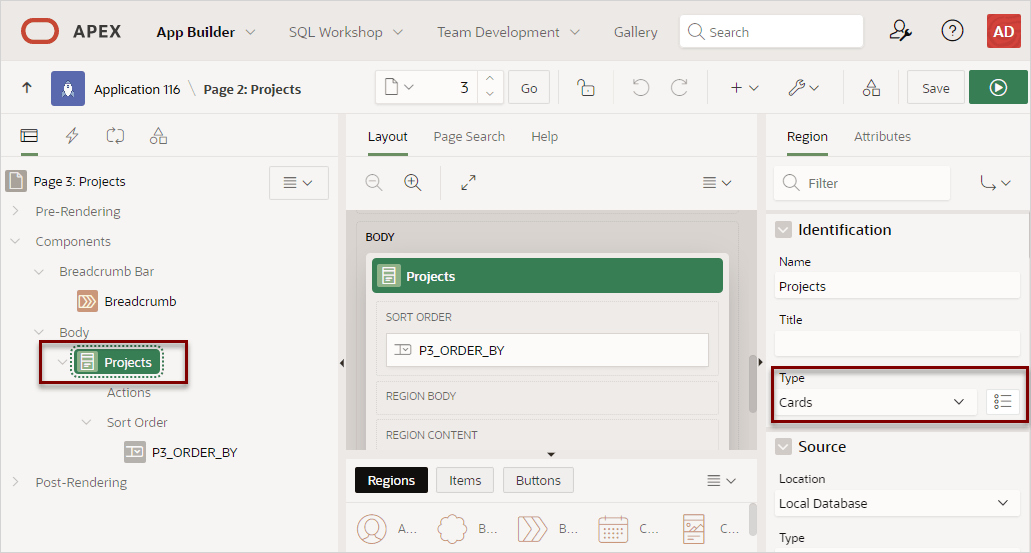 APEX App Builder SQL Workshop Team Development Gallery Search AD
Application 116 \ Page 2: Projects 3 Go Save
Layout Page Search Help
Region Attributes
Page 3: Projects
Pre-Rendering
Components
Breadcrumb Bar
Breadcrumb
Body
Projects
Actions
Sort Order
P3_ORDER_BY
Post-Rendering
BODY
Projects
SORT ORDER
P3_ORDER_BY
REGION BODY
REGION CONTENT
Regions Items Buttons
A... B... B... C... C...
Filter
Identification
Name
Projects
Title
Type
Cards
Source
Location
Local Database
Type